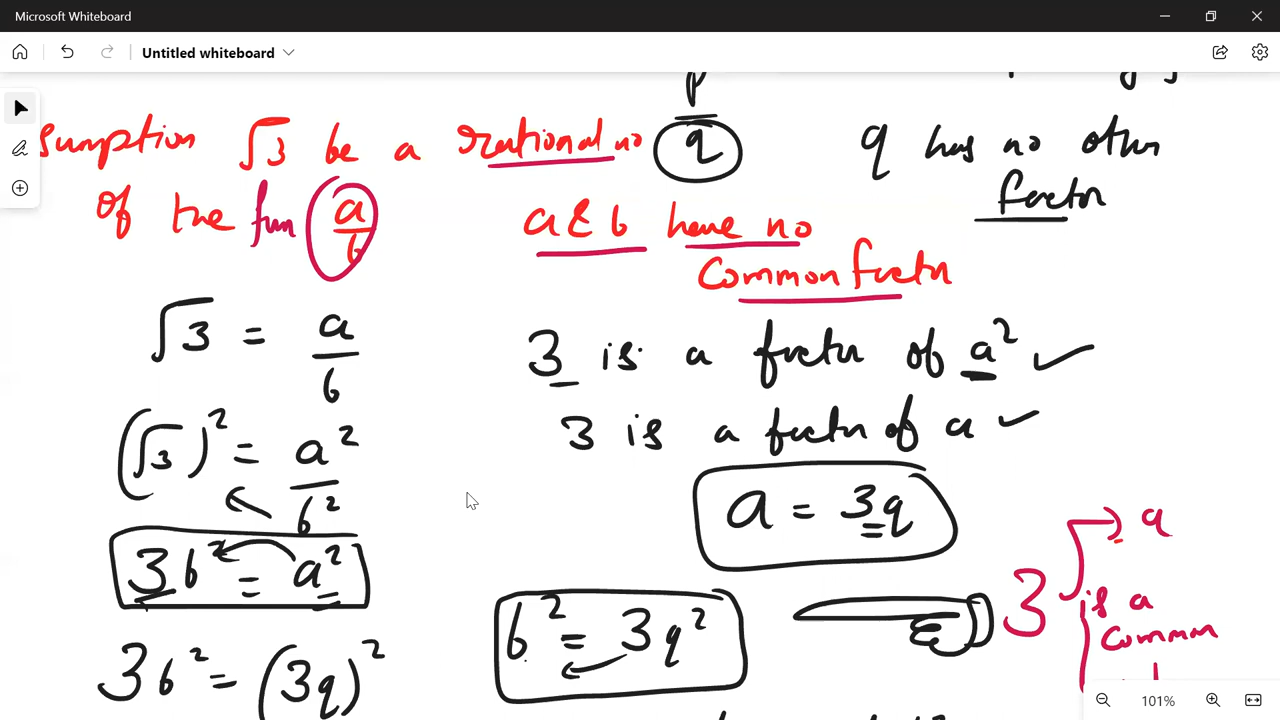 Microsoft Whiteboard
Untitled whiteboard
p
q
q has no other
factor
sumption √3 be a rational no
of the form a/b
a & b have no
Common factor
√3 = a/b
(√3)² = a²/b²
3b² = a²
3b² = (3q)²
3 is a factor of a² ✓
3 is a factor of a ✓
a = 3q
b² = 3q²
3
a
is a
common
101%